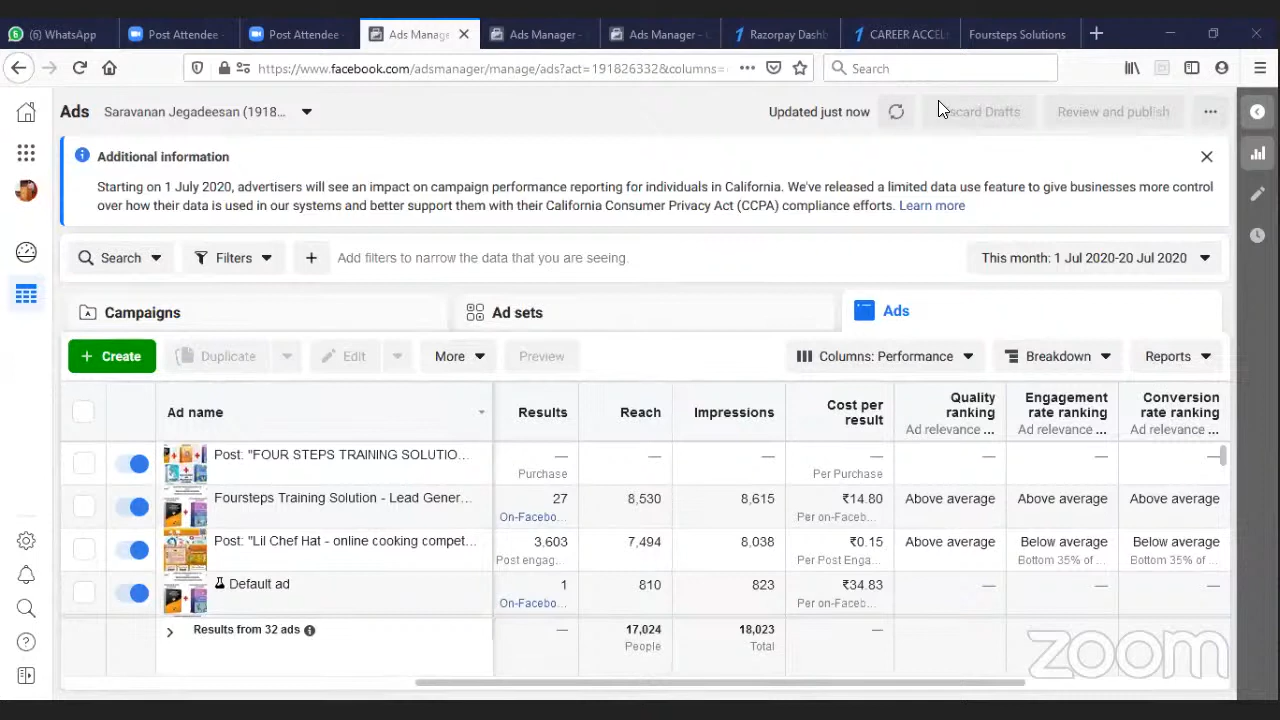 (6) WhatsApp
Post Attendee -
Post Attendee -
Ads Manage
Ads Manager -
Ads Manager -
Razorpay Dashb
CAREER ACCEL
Foursteps Solutions
https://www.facebook.com/adsmanager/manage/ads?act=191826332&columns=
Search
Ads
Saravanan Jegadeesan (1918...
Updated just now
card Drafts
Review and publish
Additional information
Starting on 1 July 2020, advertisers will see an impact on campaign performance reporting for individuals in California. We've released a limited data use feature to give businesses more control
over how their data is used in our systems and better support them with their California Consumer Privacy Act (CCPA) compliance efforts. Learn more
Search
Filters
Add filters to narrow the data that you are seeing.
This month: 1 Jul 2020-20 Jul 2020
Campaigns
Ad sets
Ads
+ Create
Duplicate
Edit
More
Preview
Columns: Performance
Breakdown
Reports
Ad name
Results
Reach
Impressions
Cost per
result
Quality
ranking
Ad relevance ...
Engagement
rate ranking
Ad relevance ...
Conversion
rate ranking
Ad relevance ...
Post: "FOUR STEPS TRAINING SOLUTIO...
—
Purchase
—
—
—
Per Purchase
—
—
—
Foursteps Training Solution - Lead Gener...
27
On-Facebo...
8,530
8,615
₹14.80
Per on-Faceb...
Above average
Above average
Above average
Post: "Lil Chef Hat - online cooking compet...
3,603
Post engag...
7,494
8,038
₹0.15
Per Post Enga...
Above average
Below average
Bottom 35% of ...
Below average
Bottom 35% of ...
Default ad
1
On-Facebo...
810
823
₹34.83
Per on-Faceb...
—
—
—
Results from 32 ads
—
17,024
People
18,023
Total
—
zoom